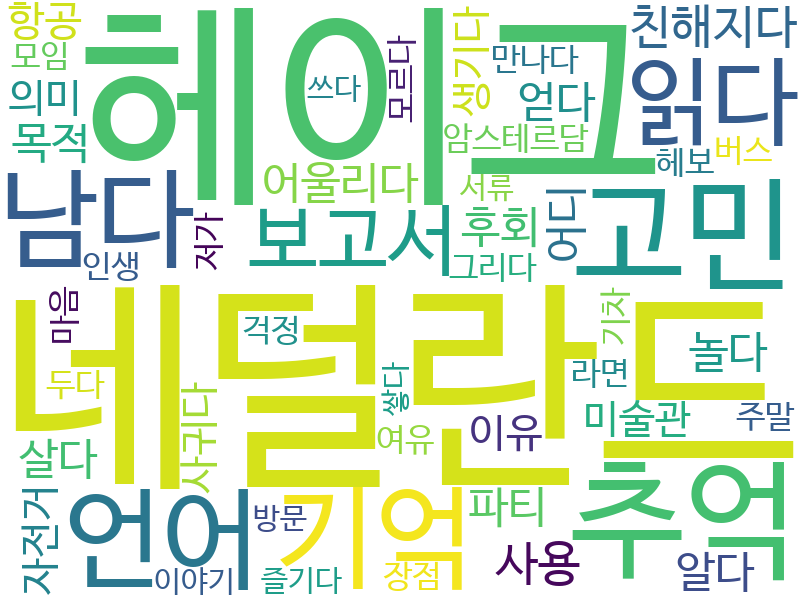 항공
헤이그
친해지다
모임
쓰다
모르다
생기다
만나다
읽다
의미
얻다
목적
암스테르담
헤보
버스
남다
어울리다
서류
고민
저가
보고서
후회
어디
인생
그리다
네덜란드
마음
걱정
기차
놀다
두다
라면
쌓다
사귀다
여유
이유
미술관
주말
살다
자전거
언어
기억
파티
추억
방문
사용
알다
이야기
즐기다
장점